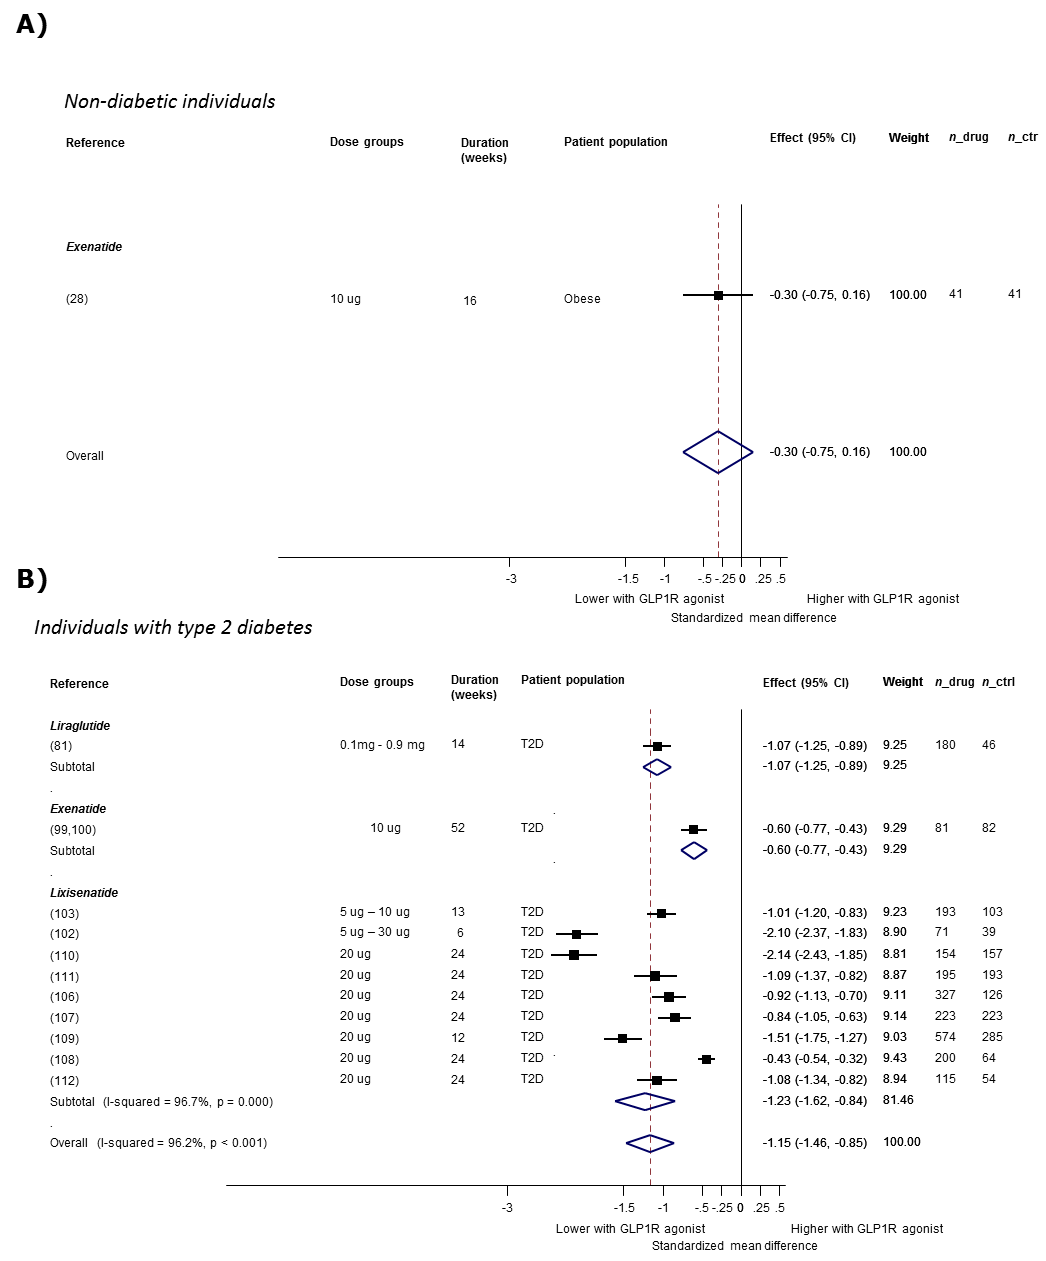 A)
Non-diabetic individuals
Reference Dose groups Duration (weeks) Patient population Effect (95% CI) Weight n_drug n_ctr
Exenatide
(28) 10 ug 16 Obese -0.30 (-0.75, 0.16) 100.00 41 41
Overall -0.30 (-0.75, 0.16) 100.00
-3 -1.5 -1 -.5 -.25 0 .25 .5
Lower with GLP1R agonist Higher with GLP1R agonist
Standardized mean difference
B)
Individuals with type 2 diabetes
Reference Dose groups Duration (weeks) Patient population Effect (95% CI) Weight n_drug n_ctrl
Liraglutide
(81) 0.1mg - 0.9 mg 14 T2D -1.07 (-1.25, -0.89) 9.25 180 46
Subtotal -1.07 (-1.25, -0.89) 9.25
.
Exenatide .
(99,100) 10 ug 52 T2D -0.60 (-0.77, -0.43) 9.29 81 82
Subtotal -0.60 (-0.77, -0.43) 9.29
. .
Lixisenatide
(103) 5 ug – 10 ug 13 T2D -1.01 (-1.20, -0.83) 9.23 193 103
(102) 5 ug – 30 ug 6 T2D -2.10 (-2.37, -1.83) 8.90 71 39
(110) 20 ug 24 T2D -2.14 (-2.43, -1.85) 8.81 154 157
(111) 20 ug 24 T2D -1.09 (-1.37, -0.82) 8.87 195 193
(106) 20 ug 24 T2D -0.92 (-1.13, -0.70) 9.11 327 126
(107) 20 ug 24 T2D -0.84 (-1.05, -0.63) 9.14 223 223
(109) 20 ug 12 T2D -1.51 (-1.75, -1.27) 9.03 574 285
(108) 20 ug 24 T2D . -0.43 (-0.54, -0.32) 9.43 200 64
(112) 20 ug 24 T2D -1.08 (-1.34, -0.82) 8.94 115 54
Subtotal (I-squared = 96.7%, p = 0.000) -1.23 (-1.62, -0.84) 81.46
.
Overall (I-squared = 96.2%, p < 0.001) -1.15 (-1.46, -0.85) 100.00
-3 -1.5 -1 -.5 -.25 0 .25 .5
Lower with GLP1R agonist Higher with GLP1R agonist
Standardized mean difference